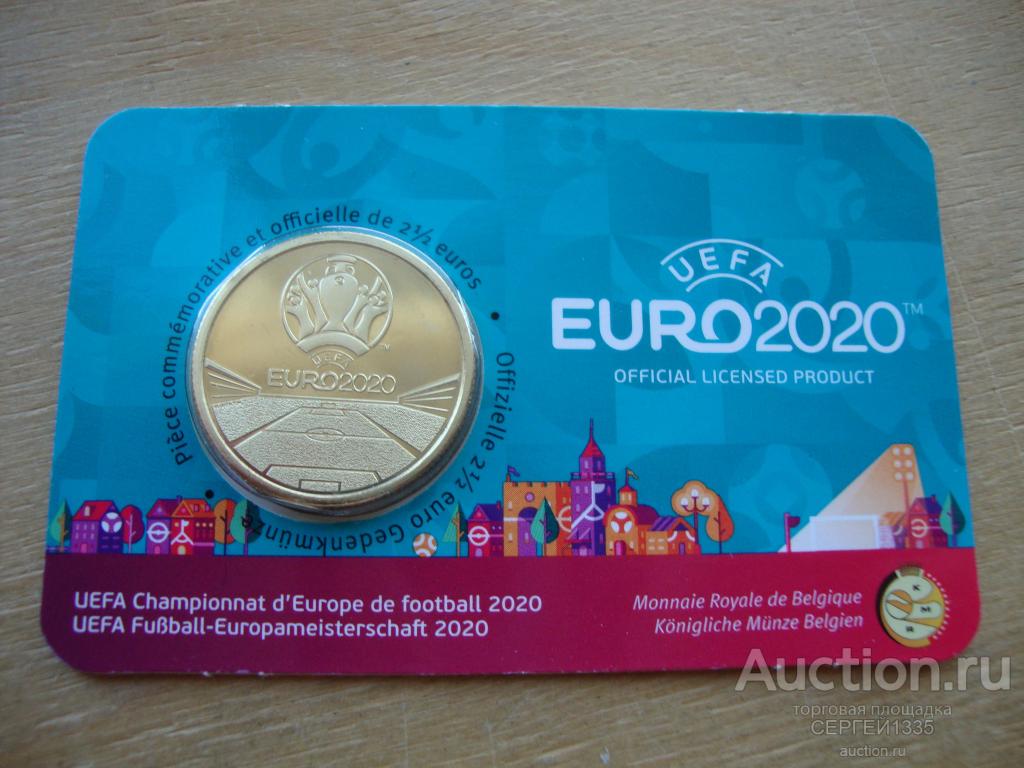 Pièce commémorative et officielle de 2½ euros
Offizielle 2½ euro Gedenkmünze
UEFA
EURO2020
TM
UEFA
EURO2020™
OFFICIAL LICENSED PRODUCT
UEFA Championnat d'Europe de football 2020
UEFA Fußball-Europameisterschaft 2020
Monnaie Royale de Belgique
Königliche Münze Belgien
K
M
B
Auction.ru
торговая площадка
СЕРГЕЙ1335
auction.ru